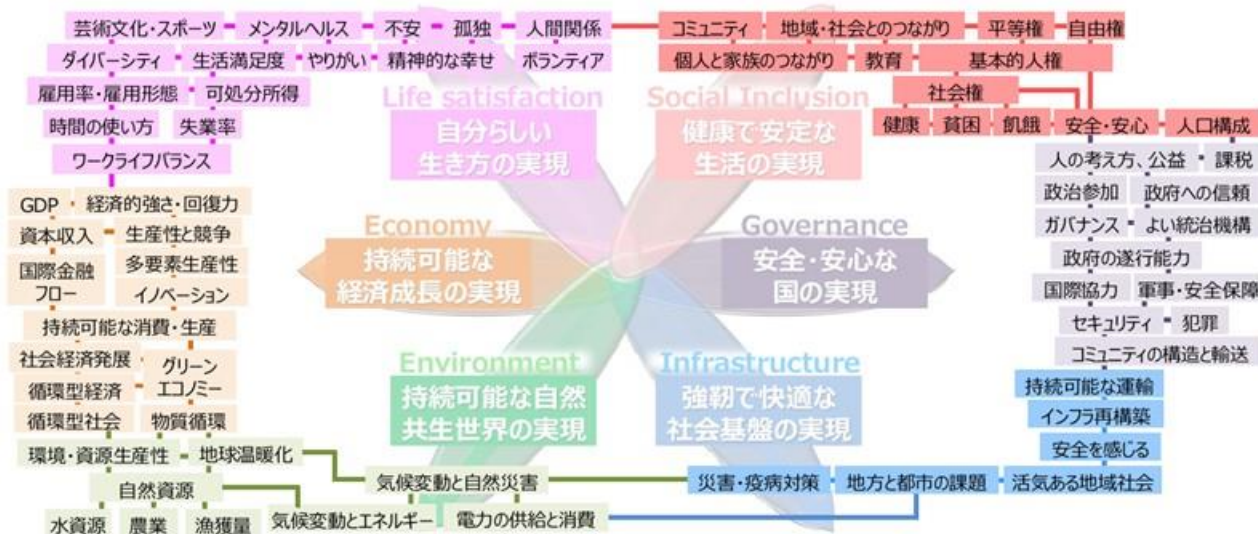 芸術文化・スポーツ メンタルヘルス 不安 孤独 人間関係 コミュニティ 地域・社会とのつながり 平等権 自由権
ダイバーシティ 生活満足度 やりがい 精神的な幸せ ボランティア 個人と家族のつながり 教育 基本的人権
雇用率・雇用形態 可処分所得
社会権
時間の使い方 失業率
健康 貧困 飢餓 安全・安心 人口構成
ワークライフバランス
Life satisfaction
自分らしい
生き方の実現
Social Inclusion
健康で安定な
生活の実現
人の考え方、公益 課税
政治参加 政府への信頼
ガバナンス よい統治機構
政府の遂行能力
国際協力 軍事・安全保障
セキュリティ 犯罪
コミュニティの構造と輸送
GDP 経済的強さ・回復力
資本収入 生産性と競争
国際金融
フロー
多要素生産性
イノベーション
持続可能な消費・生産
社会経済発展
グリーン
エコノミー
循環型経済
循環型社会 物質循環
Economy
持続可能な
経済成長の実現
Governance
安全・安心な
国の実現
Environment
持続可能な自然
共生世界の実現
Infrastructure
強靭で快適な
社会基盤の実現
持続可能な運輸
インフラ再構築
安全を感じる
環境・資源生産性 地球温暖化
自然資源
水資源 農業 漁獲量
気候変動と自然災害 災害・疫病対策 地方と都市の課題 活気ある地域社会
気候変動とエネルギー 電力の供給と消費